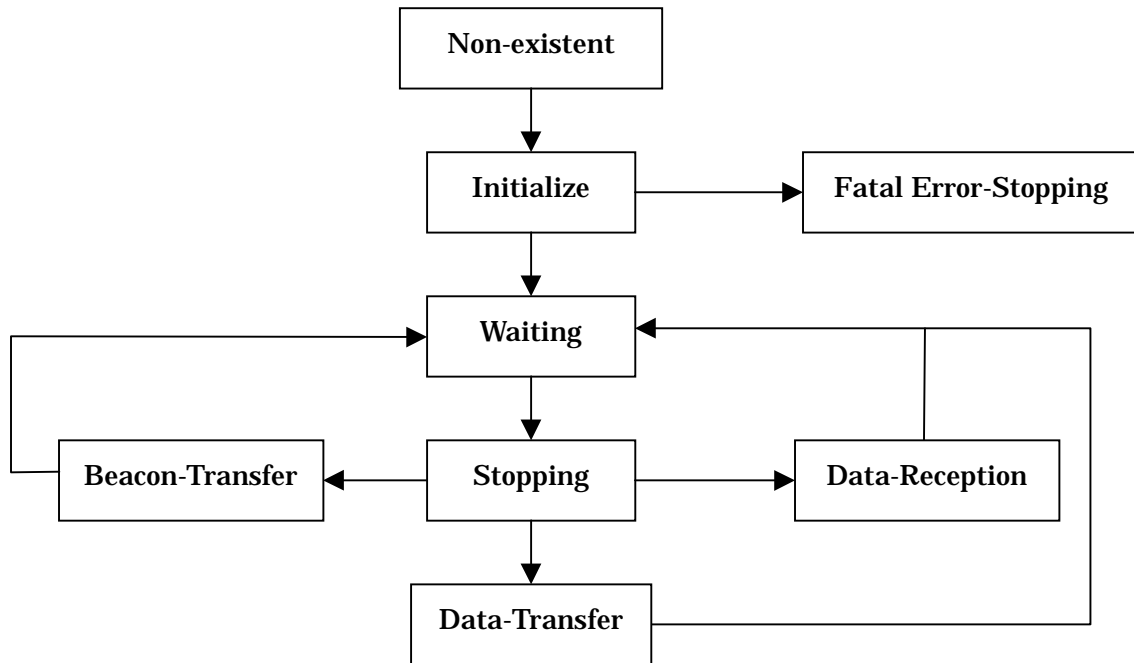 Non-existent
Initialize
Fatal Error-Stopping
Waiting
Beacon-Transfer
Stopping
Data-Reception
Data-Transfer